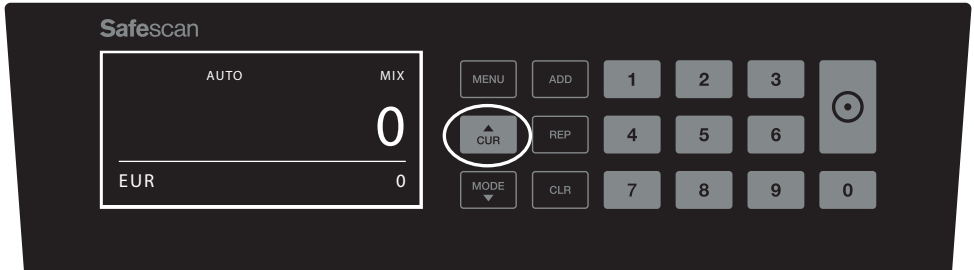 Safescan
AUTO MIX
0
EUR 0
MENU ADD 1 2 3
CUR REP 4 5 6
MODE CLR 7 8 9 0